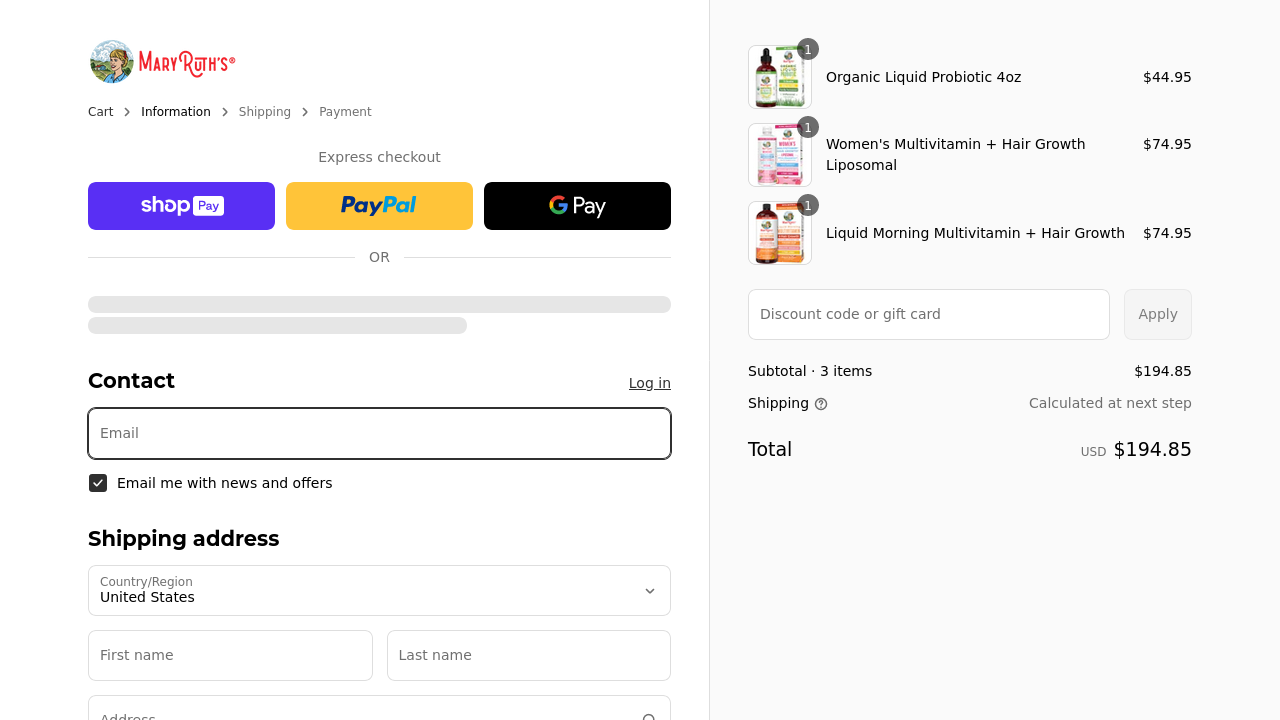 MARYRUTH'S®
Cart > Information > Shipping > Payment
Express checkout
shop Pay
PayPal
G Pay
OR
Contact
Log in
Email
Email me with news and offers
Shipping address
Country/Region
United States
First name
Last name
Address
1
Organic Liquid Probiotic 4oz
$44.95
1
Women's Multivitamin + Hair Growth
Liposomal
$74.95
1
Liquid Morning Multivitamin + Hair Growth
$74.95
Discount code or gift card
Apply
Subtotal · 3 items
$194.85
Shipping
Calculated at next step
Total
USD $194.85